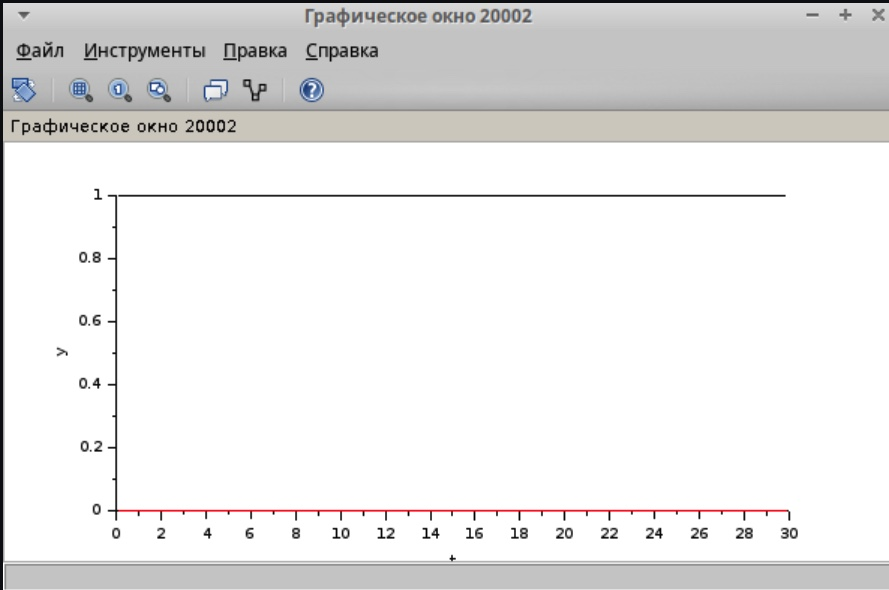 Графическое окно 20002
Файл Инструменты Правка Справка
Графическое окно 20002
1
0.8
0.6
y
0.4
0.2
0
0 2 4 6 8 10 12 14 16 18 20 22 24 26 28 30
t